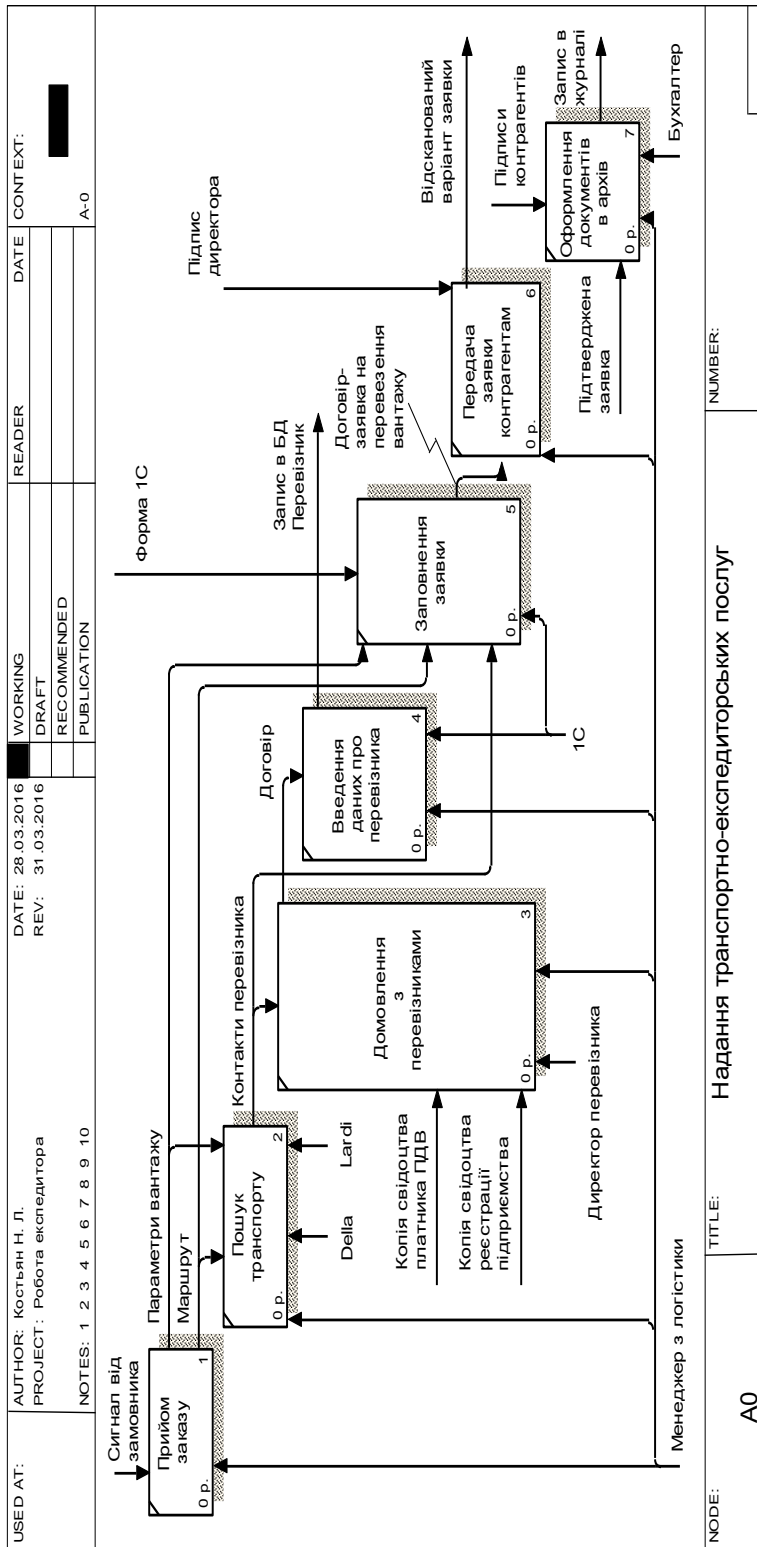 USED AT:
AUTHOR: Костьян Н. Л.
PROJECT: Робота експедитора
NOTES: 1 2 3 4 5 6 7 8 9 10
DATE: 28.03.2016
REV: 31.03.2016
WORKING
DRAFT
RECOMMENDED
PUBLICATION
READER
DATE
CONTEXT:
A-0
Сигнал від
замовника
Прийом
заказу
0 р.
1
Параметри вантажу
Маршрут
Пошук
транспорту
0 р.
2
Della
Lardi
Контакти перевізника
Копія свідоцтва
платника ПДВ
Копія свідоцтва
реєстрації
підприємства
Домовлення
з
перевізниками
0 р.
3
Директор перевізника
Договір
Введення
даних про
перевізника
0 р.
4
Запис в БД
Перевізник
1С
Форма 1С
Заповнення
заявки
0 р.
5
Договір-
заявка на
перевезення
вантажу
Підпис
директора
Передача
заявки
контрагентам
0 р.
6
Відсканований
варіант заявки
Підтверджена
заявка
Підписи
контрагентів
Оформлення
документів
в архів
0 р.
7
Запис в
журналі
Бухгалтер
Менеджер з логістики
NODE:
A0
TITLE:
Надання транспортно-експедиторських послуг
NUMBER: